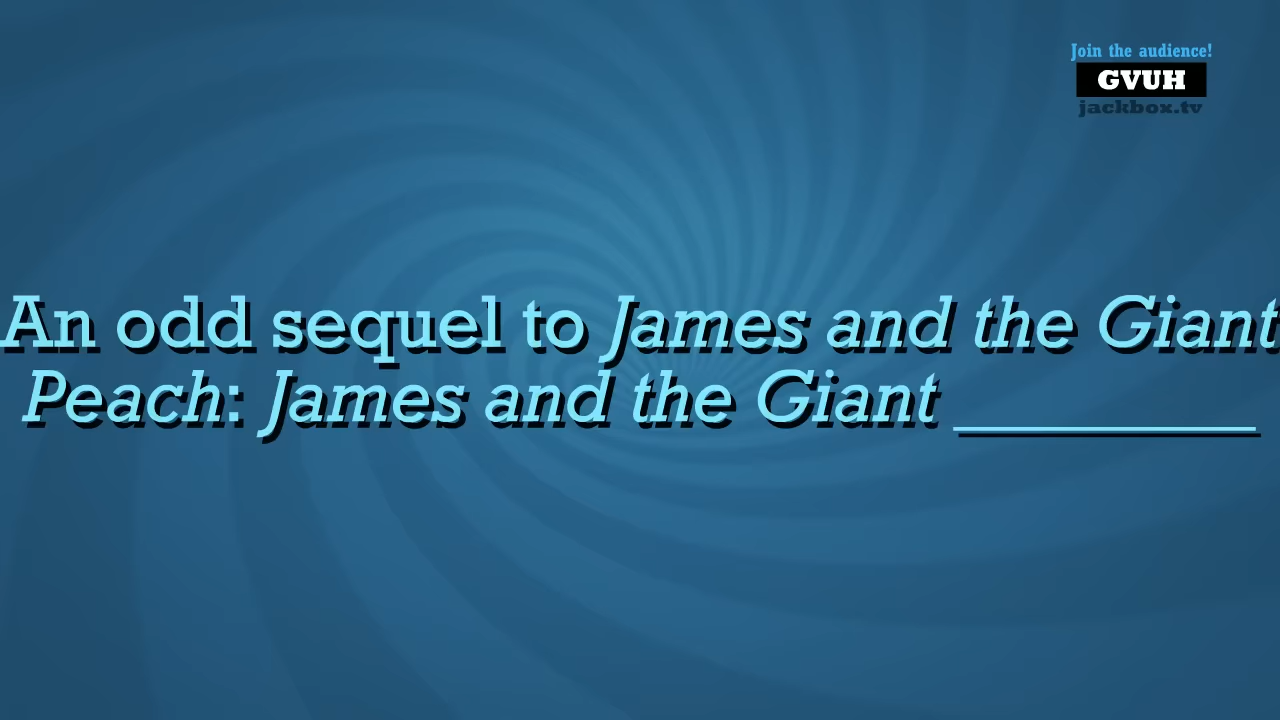 Join the audience!
GVUH
jackbox.tv
An odd sequel to James and the Giant
Peach: James and the Giant __________